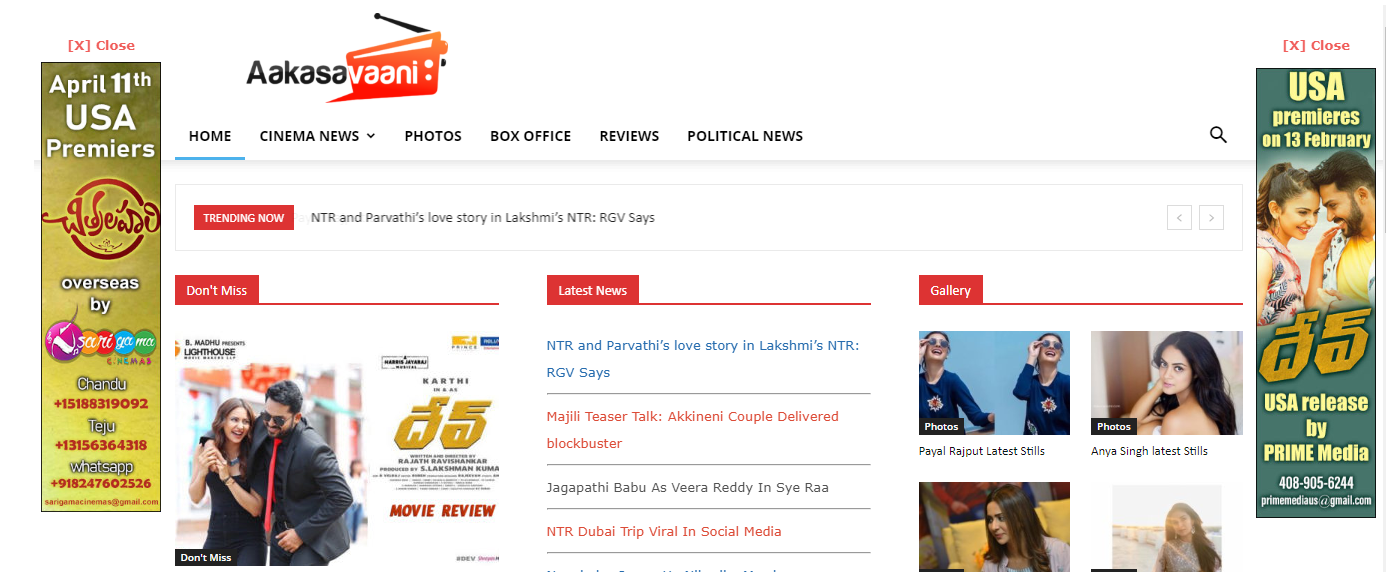 [X] Close
April 11th
USA
Premiers
చిత్రలహరి
overseas
by
sarigama
CINEMAS
Chandu
+15188319092
Teju
+13156364318
whatsapp
+918247602526
sarigamacinemas@gmail.com
Aakasavaani
HOME CINEMA NEWS PHOTOS BOX OFFICE REVIEWS POLITICAL NEWS
TRENDING NOW NTR and Parvathi’s love story in Lakshmi’s NTR: RGV Says
Don't Miss
B. MADHU PRESENTS
LIGHTHOUSE
MOVIE MAKERS LLP
PRINCE
HARRIS JAYARAJ
MUSICAL
KARTHI
IN & AS
దేవ్
WRITTEN AND DIRECTED BY
RAJATH RAVISHANKAR
PRODUCED BY S.LAKSHMAN KUMA
MOVIE REVIEW
#DEV
Don't Miss
Latest News
NTR and Parvathi’s love story in Lakshmi’s NTR:
RGV Says
Majili Teaser Talk: Akkineni Couple Delivered
blockbuster
Jagapathi Babu As Veera Reddy In Sye Raa
NTR Dubai Trip Viral In Social Media
Gallery
Photos
Payal Rajput Latest Stills
Photos
Anya Singh latest Stills
[X] Close
USA
premieres
on 13 February
దేవ్
USA release
by
PRIME Media
408-905-6244
primemediaus@gmail.com